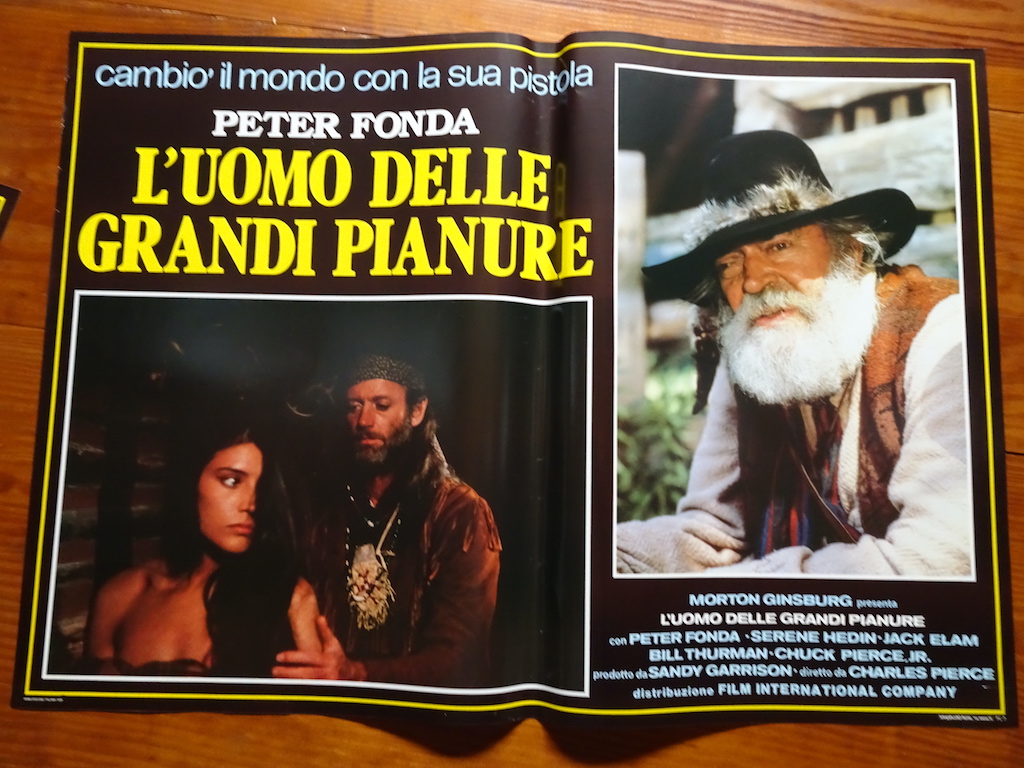 cambio' il mondo con la sua pistola
PETER FONDA
L'UOMO DELLE
GRANDI PIANURE
MORTON GINSBURG presenta
L'UOMO DELLE GRANDI PIANURE
con PETER FONDA • SERENE HEDIN • JACK ELAM
BILL THURMAN • CHUCK PIERCE, JR.
prodotto da SANDY GARRISON • diretto da CHARLES PIERCE
distribuzione FILM INTERNATIONAL COMPANY